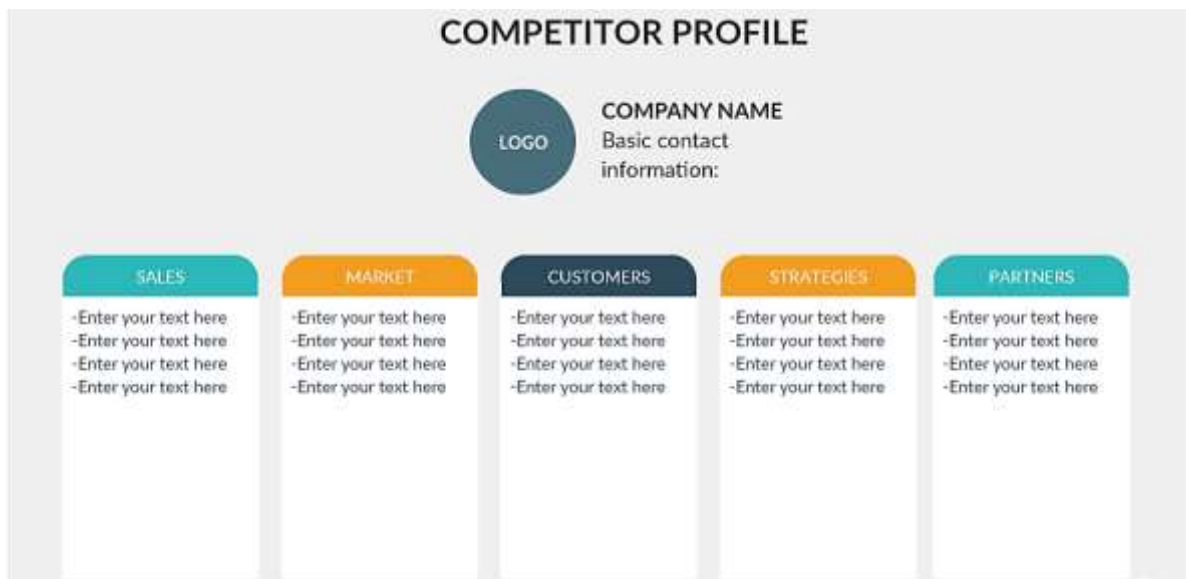 COMPETITOR PROFILE
LOGO
COMPANY NAME
Basic contact
information:
SALES
-Enter your text here
-Enter your text here
-Enter your text here
-Enter your text here
MARKET
-Enter your text here
-Enter your text here
-Enter your text here
-Enter your text here
CUSTOMERS
-Enter your text here
-Enter your text here
-Enter your text here
-Enter your text here
STRATEGIES
-Enter your text here
-Enter your text here
-Enter your text here
-Enter your text here
PARTNERS
-Enter your text here
-Enter your text here
-Enter your text here
-Enter your text here